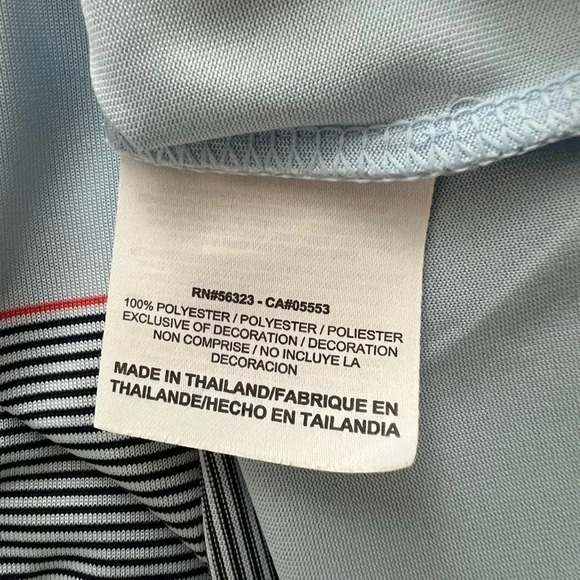 RN#56323 - CA#05553
100% POLYESTER / POLYESTER / POLIESTER
EXCLUSIVE OF DECORATION / DECORATION
NON COMPRISE / NO INCLUYE LA
DECORACION
MADE IN THAILAND/FABRIQUE EN
THAILANDE/HECHO EN TAILANDIA